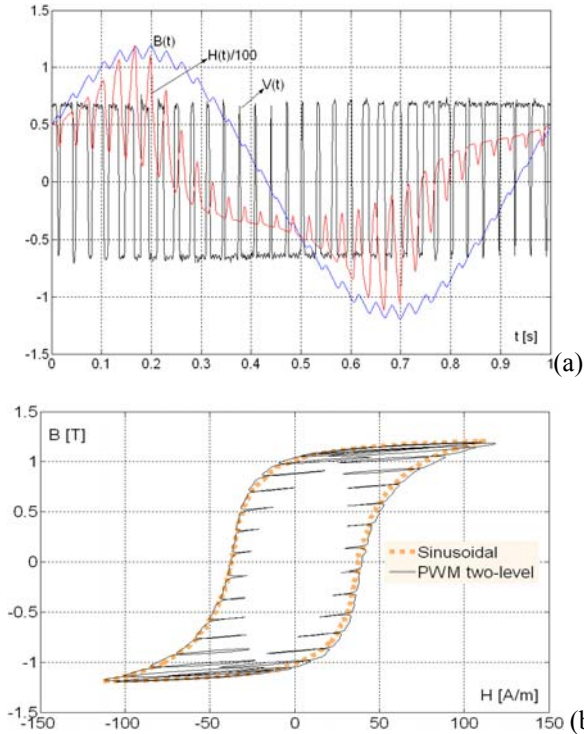 1.5
B(t)
H(t)/100
1
V(t)
0.5
0
-0.5
-1
t [s]
-1.5
0 0.1 0.2 0.3 0.4 0.5 0.6 0.7 0.8 0.9 1
(a)
1.5
B [T]
1
0.5
Sinusoidal
0
PWM two-level
-0.5
-1
H [A/m]
-1.5
-150 -100 -50 0 50 100 150
(b